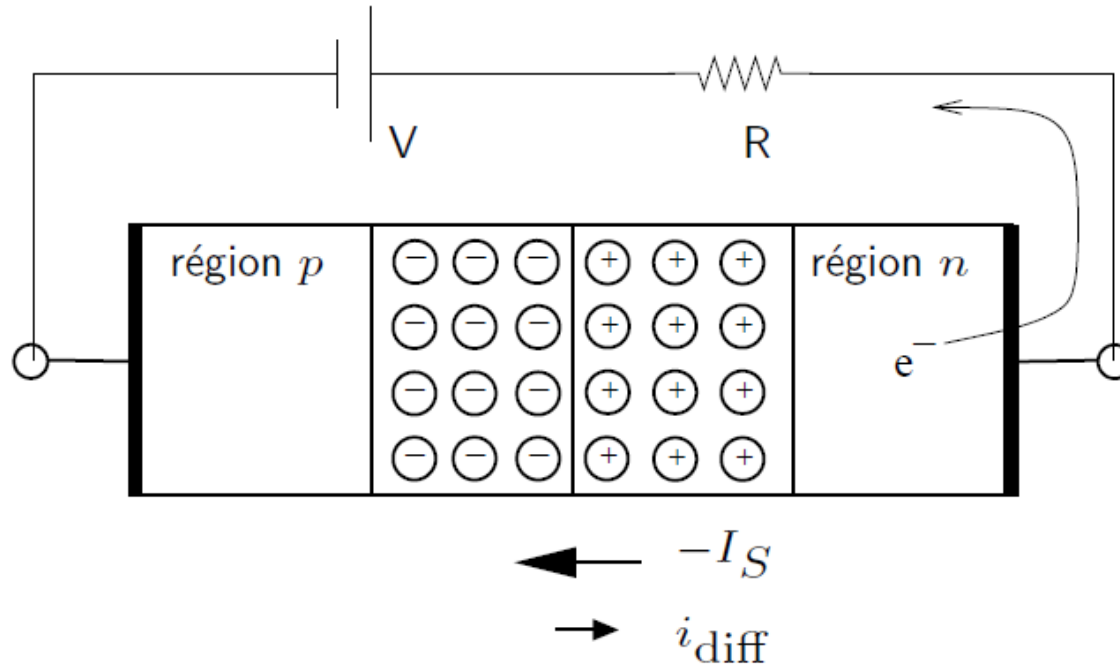 V R
région p région n
− − − + + +
− − − + + +
e⁻
− − − + + +
− − − + + +
−I_S
i_diff